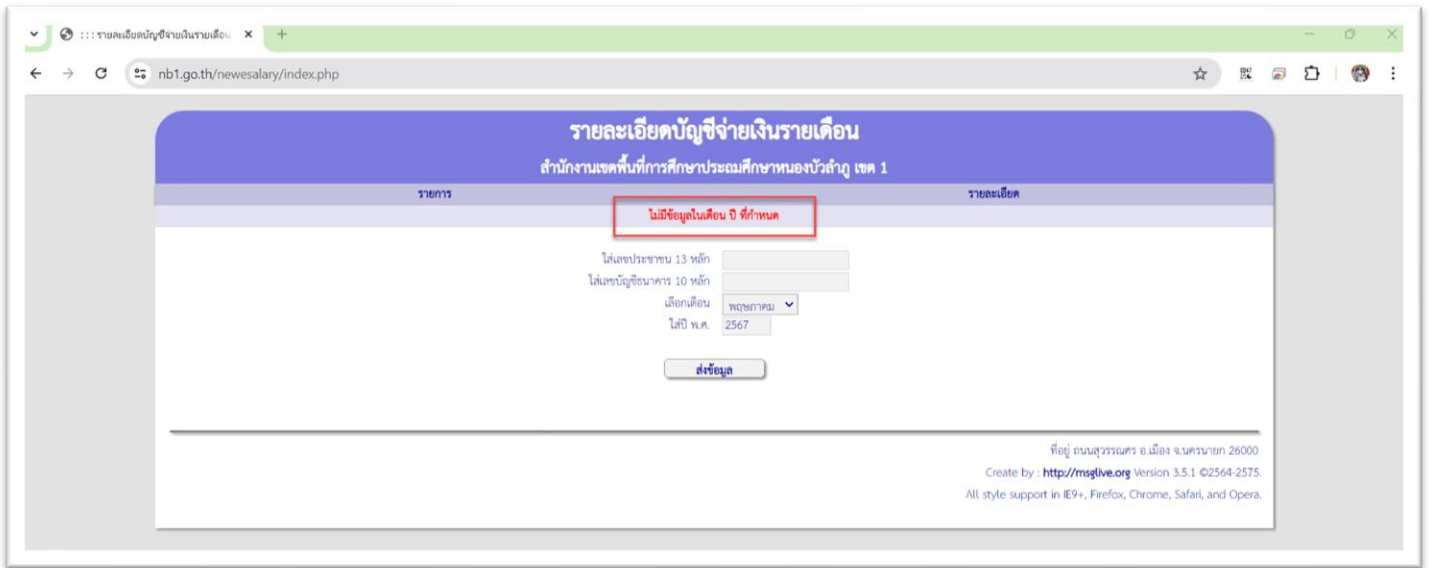 ::: รายละเอียดบัญชีจ่ายเงินรายเดือน
nb1.go.th/newesalary/index.php
รายละเอียดบัญชีจ่ายเงินรายเดือน
สำนักงานเขตพื้นที่การศึกษาประถมศึกษาหนองบัวลำภู เขต 1
รายการ รายละเอียด
ไม่มีข้อมูลในเดือน ปี ที่กำหนด
ใส่เลขประชาชน 13 หลัก
ใส่เลขบัญชีธนาคาร 10 หลัก
เลือกเดือน พฤษภาคม
ใส่ปี พ.ศ. 2567
ส่งข้อมูล
ที่อยู่ ถนนสุวรรณศร อ.เมือง จ.นครนายก 26000
Create by : http://msglive.org Version 3.5.1 ©2564-2575.
All style support in IE9+, Firefox, Chrome, Safari, and Opera.